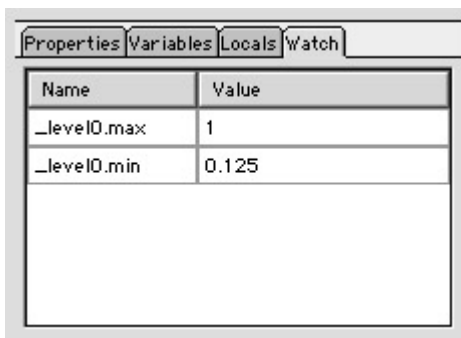 Properties Variables Locals Watch
Name Value
_level0.max 1
_level0.min 0.125